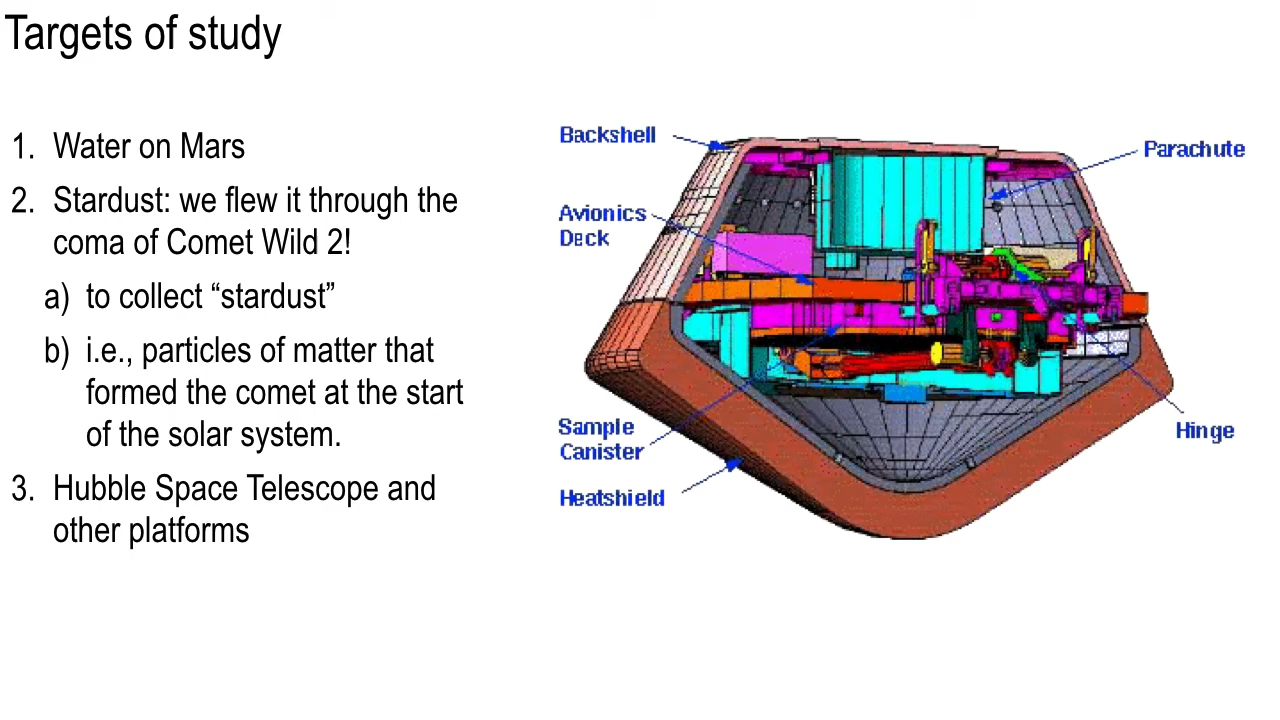 Targets of study
1. Water on Mars
2. Stardust: we flew it through the
coma of Comet Wild 2!
a) to collect “stardust”
b) i.e., particles of matter that
formed the comet at the start
of the solar system.
3. Hubble Space Telescope and
other platforms
Backshell
Parachute
Avionics
Deck
Sample
Canister
Hinge
Heatshield